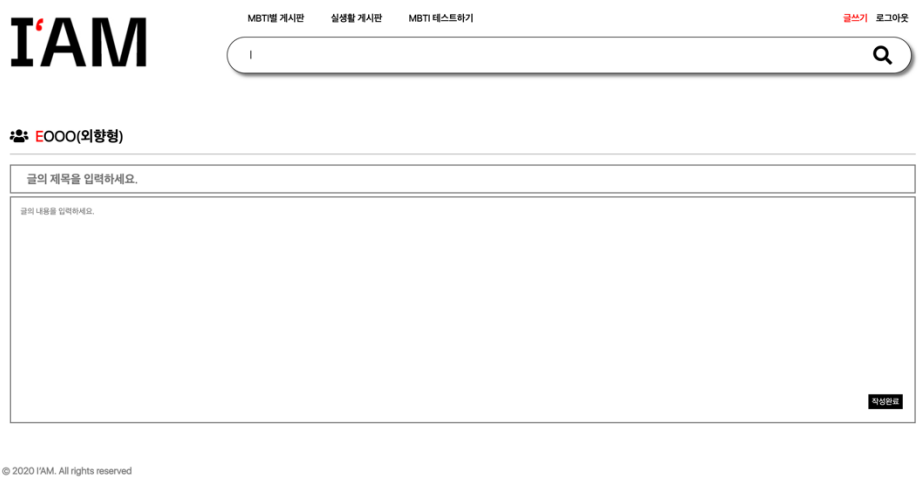 I'AM
MBTI별 게시판 실생활 게시판 MBTI 테스트하기 글쓰기 로그아웃
EOOO(외향형)
글의 제목을 입력하세요.
글의 내용을 입력하세요.
작성완료
© 2020 I'AM. All rights reserved